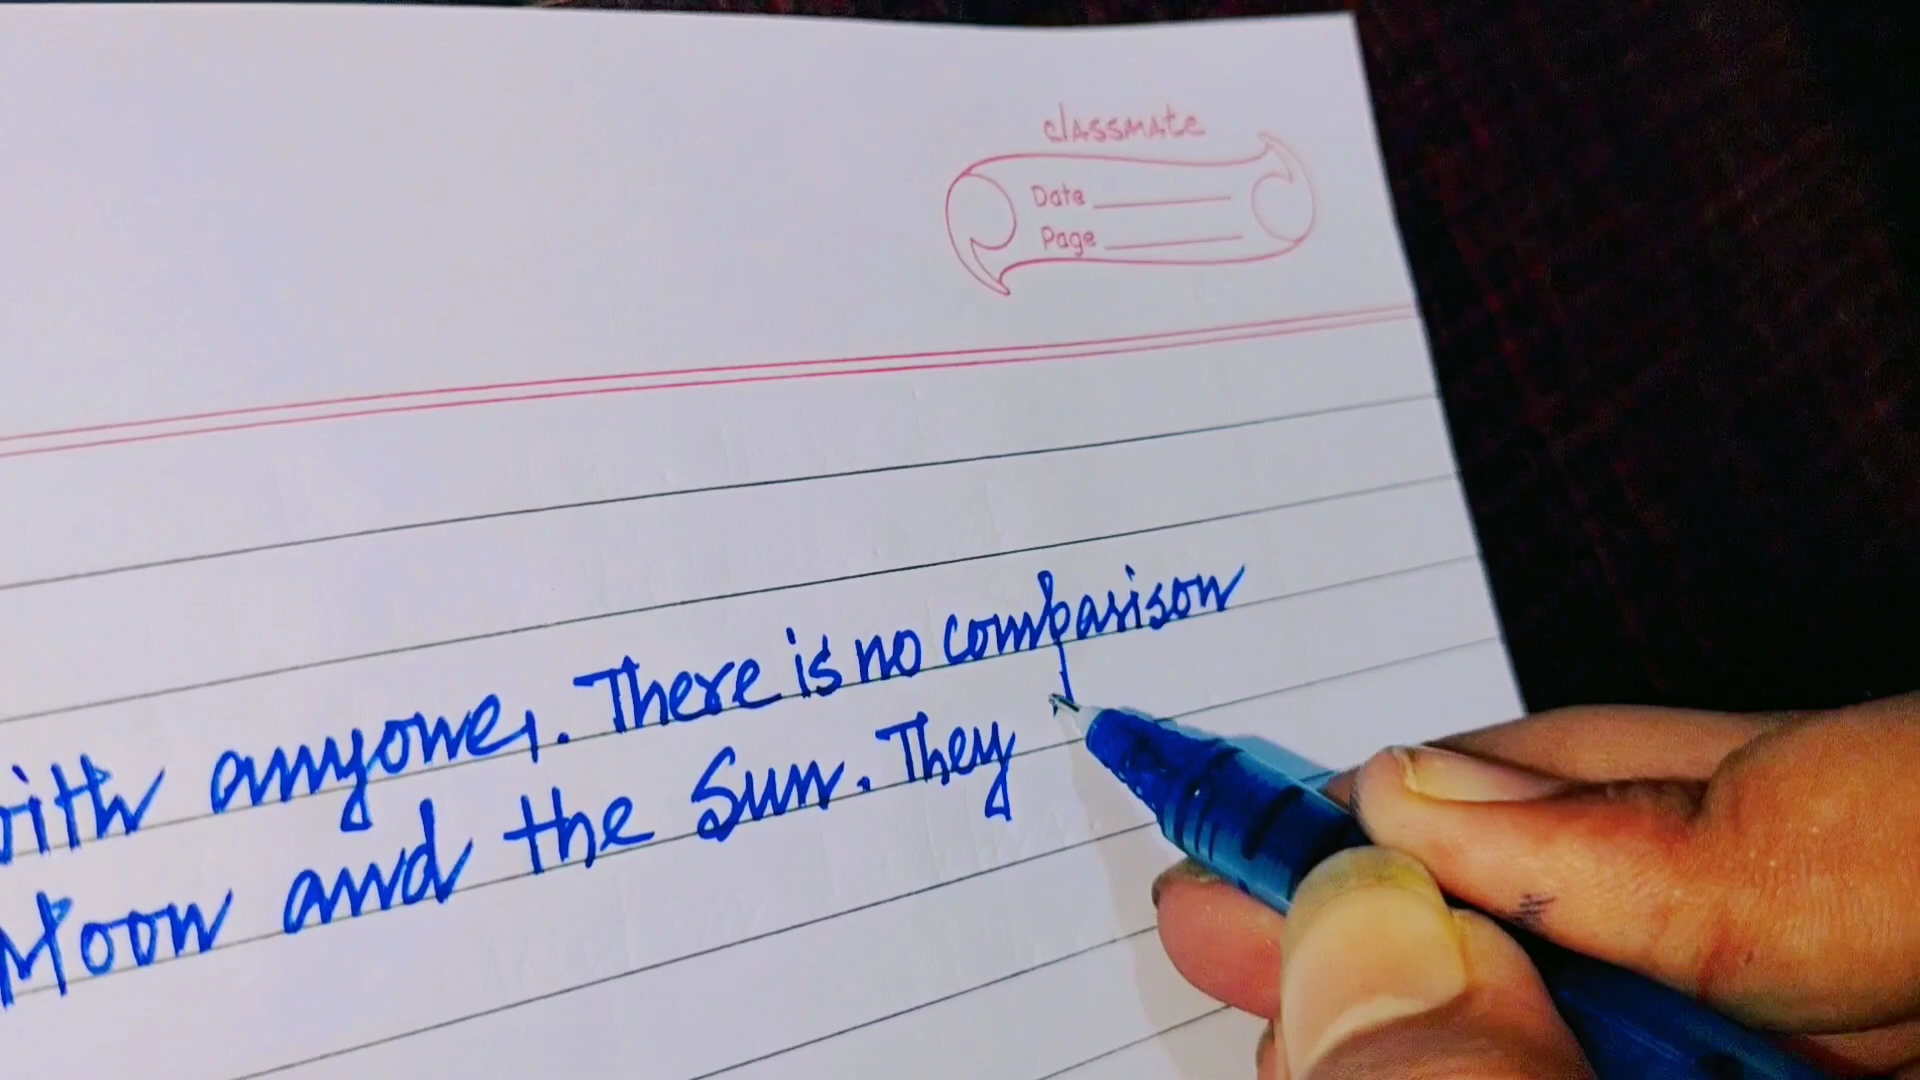 classmate
Date
Page
with anyone. There is no comparison
Moon and the Sun. They